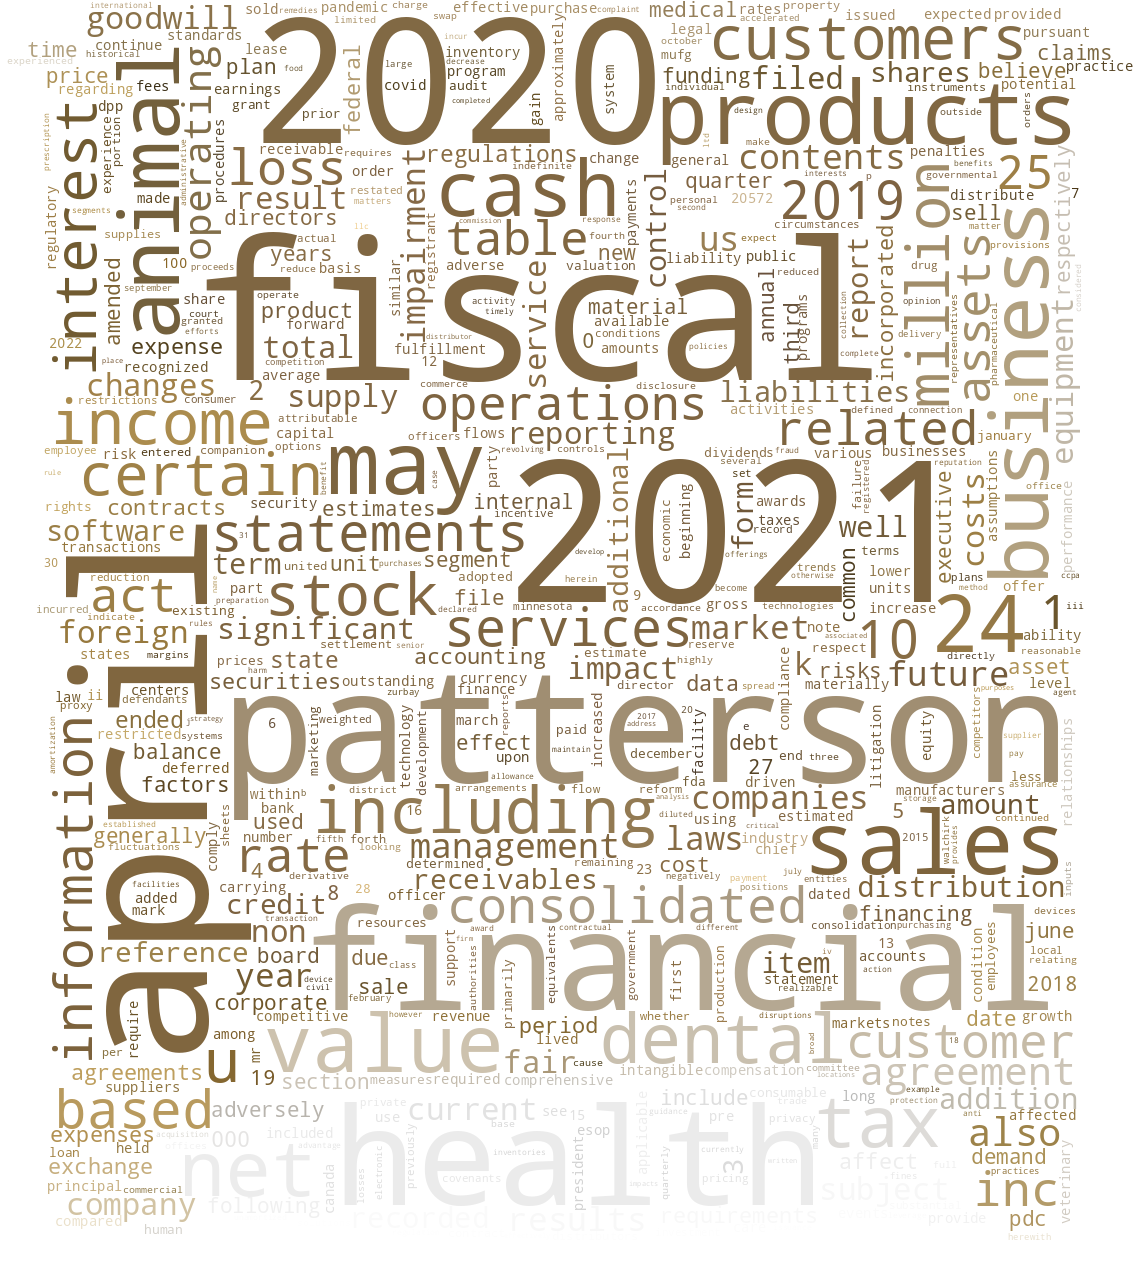 international sold remedies pandemic charge effective purchase complaint medical rates property accelerated issued expected provided
goodwill limited swap october legal pursuant
time standards 2020 customers claims
experienced continue lease inventory decrease mufg shares believe practice
historical plan large program funding filed
price fees earnings covid audit individual instruments potential
regarding dpp grant federal gain approximately system products outside orders
animal operating prior design
interest experience portion procedures administrative receivable requires regulations change general make penalties benefits governmental
prescription loss order indefinite ltd contents interests 25
made result restated matters impairment cash control quarter p distribute 7
regulatory segments directors llc registrant commission response payments personal second 20572 2019 sell respectively
supplies years actual fourth new us circumstances million matter
amended 100 proceeds reduce basis similar adverse table valuation liability expect public provisions
september share operate service activity material annual reduced report drug assets business
court product fiscal timely available third programs collection incorporated opinion representatives pharmaceutical considered
2022 granted efforts forward conditions 0 delivery
expense total fulfillment distributor amounts policies complete equipment
place recognized competition 12
changes average 2 commerce supply disclosure liabilities one
restrictions consumer attributable operations activities defined connection
income capital officers flows reporting related january
employee risk entered companion options revolving controls dividends fraud various businesses reputation
rule certain benefit may case party several office
rights contracts security estimates internal set failure registered assumptions performance
software incentive additional economic beginning form awards well executive costs
transactions 31 statements 2021 taxes record
30 term united unit segment purchases develop offerings trends common terms lower plans ccpa
reduction part adopted herein otherwise units method offer
act name preparation stock declared file 9 become
incurred existing minnesota accordance gross technologies increase 24 1 iii
indicate foreign rules significant settlement senior services market note associated respect 10 ability
states margins prices state accounting estimate reserve directly reasonable
information law ii centers harm impact highly k risks future asset
proxy defendants securities outstanding currency director data spread compliance materially level agent
april j strategy zurbay finance 2017 20 purposes
ended 6 weighted march reports patterson address e litigation equity competitors supplier
restricted systems marketing technology effect paid increased december facility debt
amortization balance development upon maintain fda end three pay relationships
deferred 27 less
factors district allowance flow reform driven manufacturers assurance
within b arrangements analysis companies storage
established bank including diluted estimated 5 amount continued
generally used 16 using
fluctuations comply sheets number fifth forth looking management critical industry 2015 walchirk provides
rate determined remaining laws chief sales
4 derivative cost negatively
carrying 23 july inputs
facilities 28 receivables payment entities
added credit 8 officer positions dated distribution
mark transaction resources award consolidated different consolidation purchasing financing devices
non firm contractual june
reference board due class support authorities equivalents government first item iv 13 local
year device civil financial production statement accounts condition employees relating
corporate sale primarily realizable action 2018
require february disruptions
competitive however revenue whether markets notes date growth
per among mr period 18
u value lived dental customer
agreements fair cause broad committee
suppliers 19 section measures required comprehensive intangible compensation locations example agreement
based private include consumable protection
adversely use current see 15 guidance trade long addition
base pre privacy anti affected
expenses acquisition offices included 000 advantage esop applicable many tax also
loan held previously inventories currently
exchange net electronic health president quarterly 3 written affect full demand practices
principal commercial canada losses covenants impacts pricing fines veterinary
company following subject inc
compared recorded results requirements provide pdc
human herewith